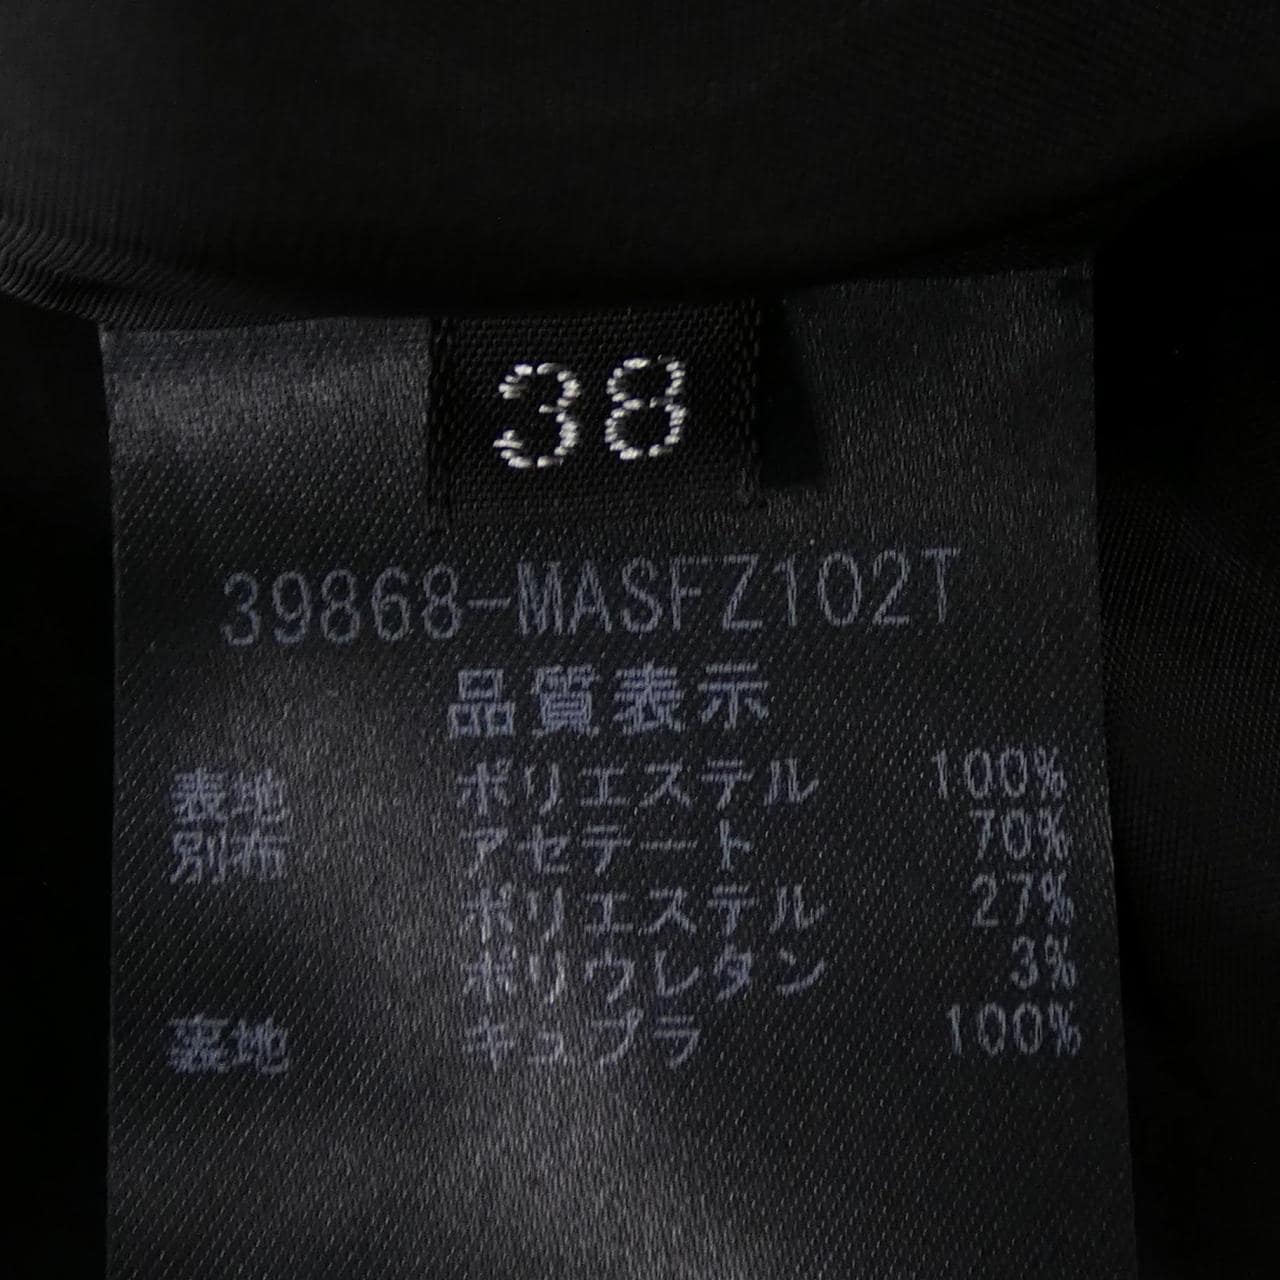 38
39868-MASFZ102T
品質表示
表地 ポリエステル 100%
別布 アセテート 70%
ポリエステル 27%
ポリウレタン 3%
裏地 キュプラ 100%